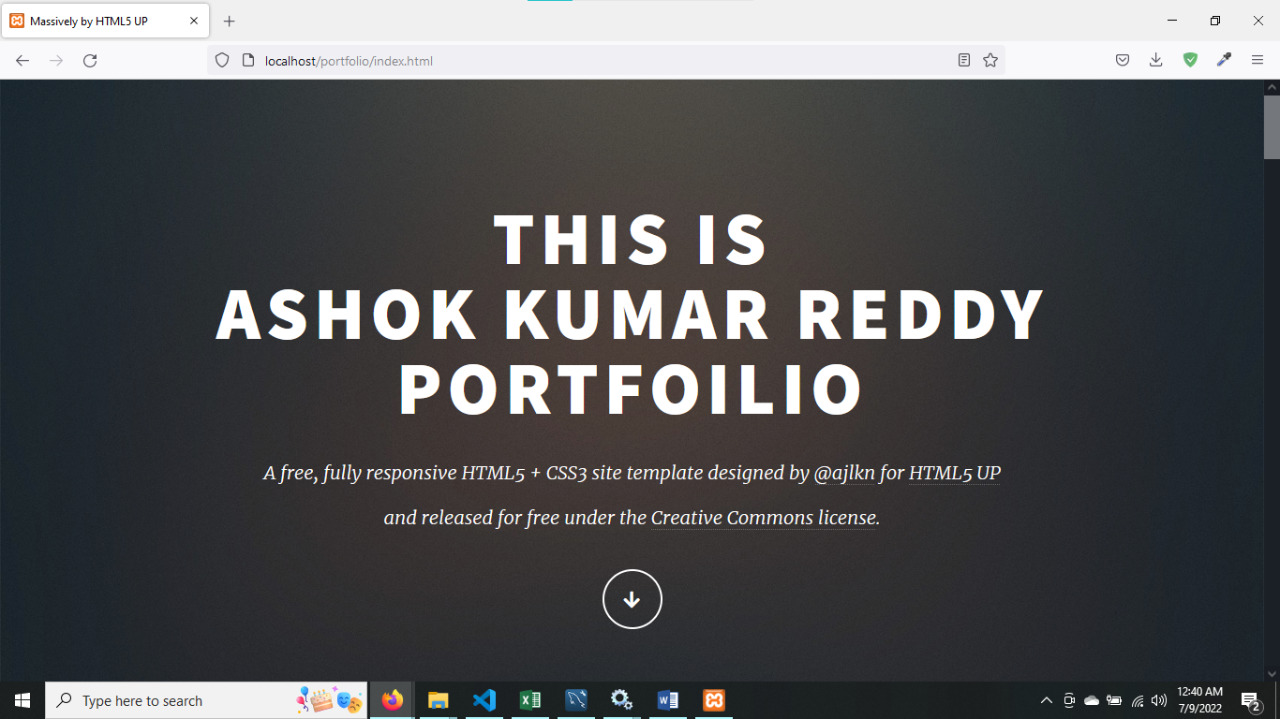 Massively by HTML5 UP
localhost/portfolio/index.html
THIS IS
ASHOK KUMAR REDDY
PORTFOILIO
A free, fully responsive HTML5 + CSS3 site template designed by @ajlkn for HTML5 UP
and released for free under the Creative Commons license.
Type here to search
12:40 AM
7/9/2022
2